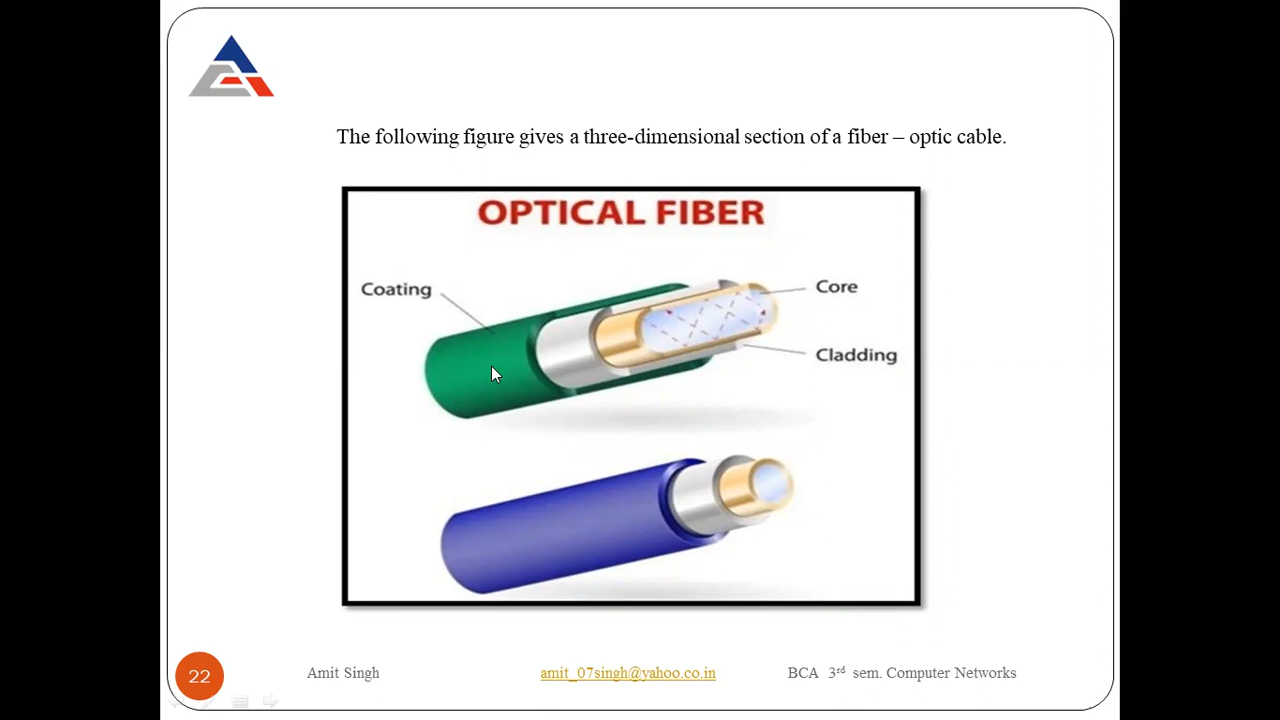 The following figure gives a three-dimensional section of a fiber – optic cable.
OPTICAL FIBER
Coating
Core
Cladding
22
Amit Singh
amit_07singh@yahoo.co.in
BCA 3rd sem. Computer Networks